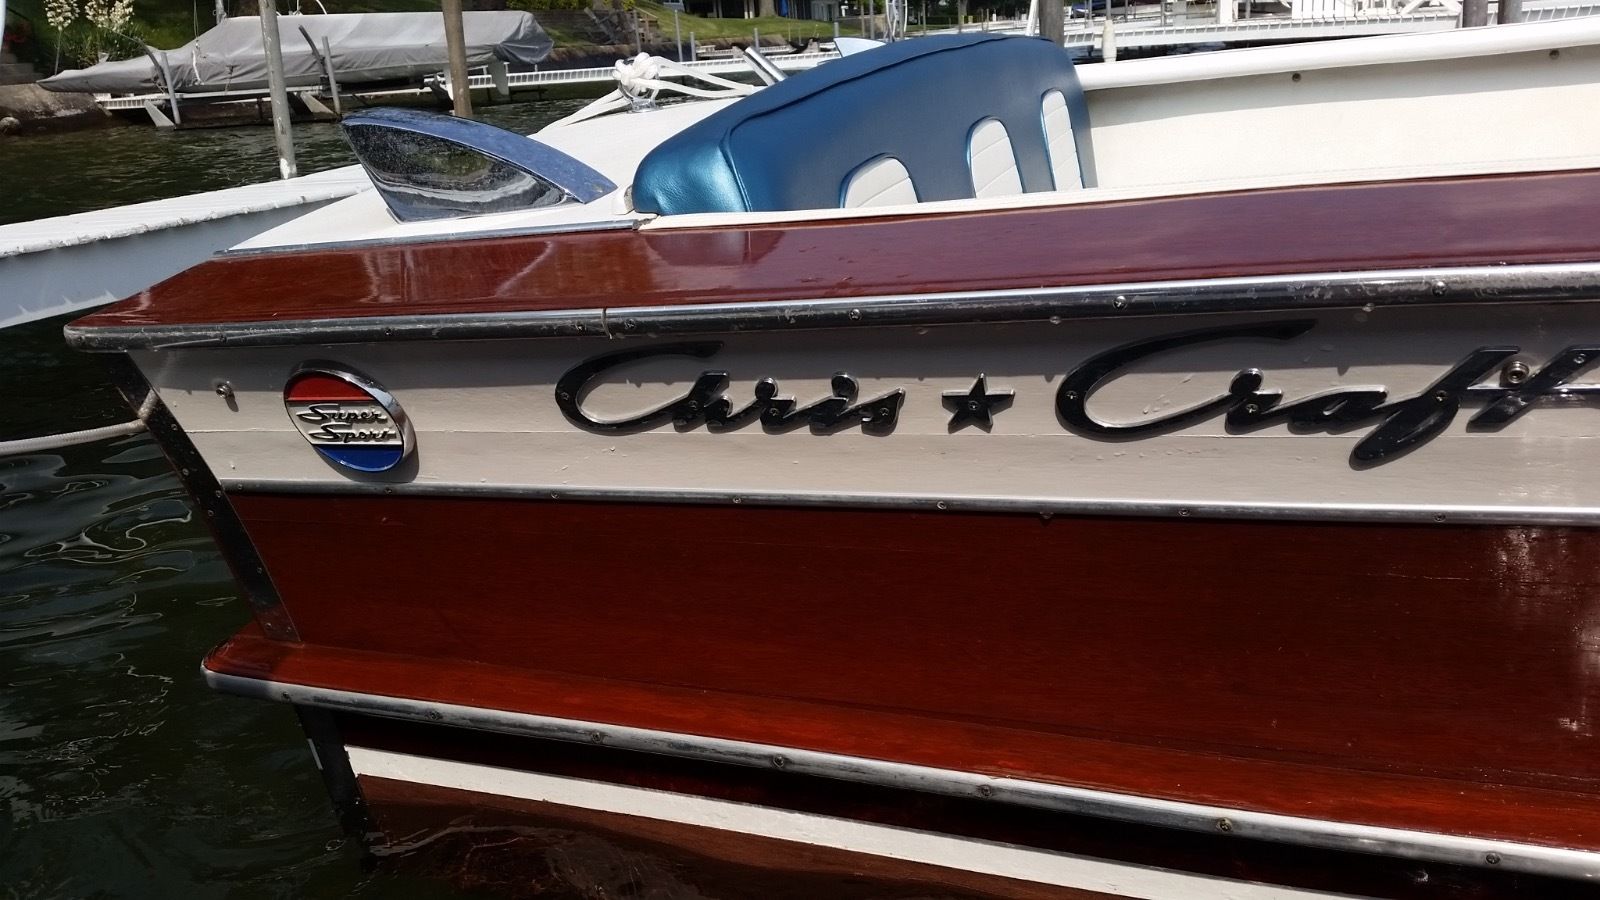 Super
Sport
Chris ★ Craft